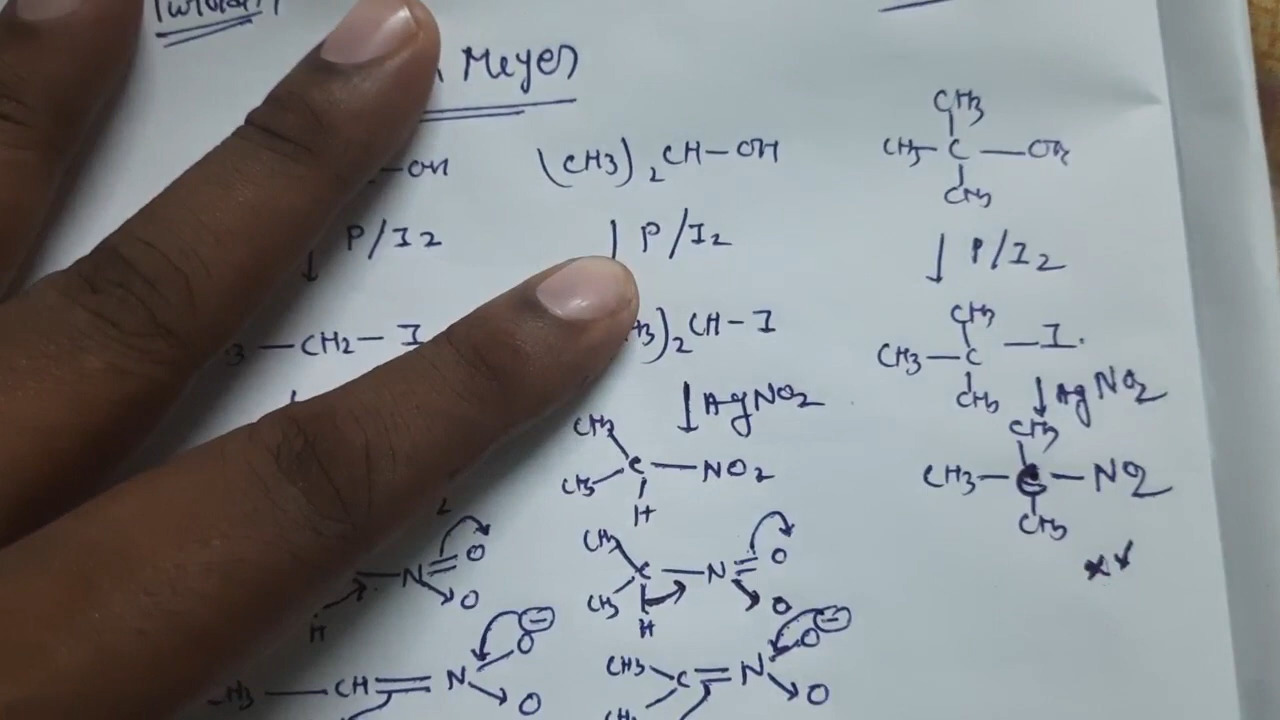 Meyer
-OH (CH3)2CH-OH CH3
CH3-C-OH
CH3
P/I2 P/I2 P/I2
-CH2-I )2CH-I CH3
CH3-C-I.
CH3
AgNO2 AgNO2
CH3 CH3
C-NO2 CH3-C-NO2
CH3 H CH3
N=O CH3 C-N=O
O CH3 H O
H
-CH=N O CH3 C=N O
O O